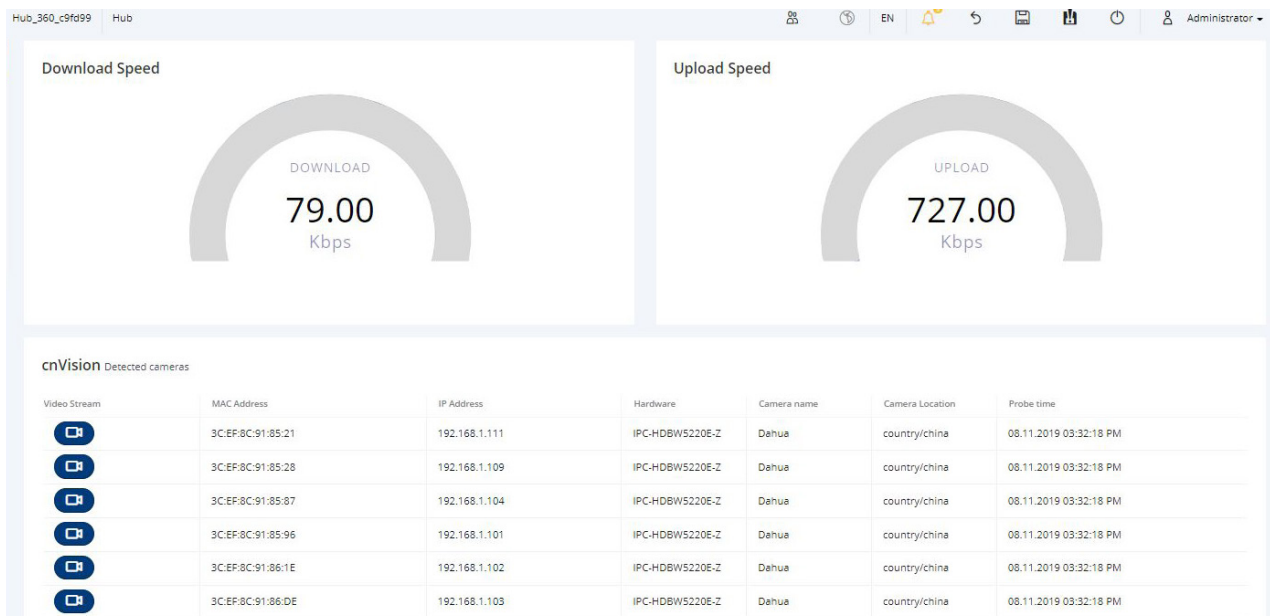 Hub_360_c9fd99 Hub EN Administrator
Download Speed
DOWNLOAD
79.00
Kbps
Upload Speed
UPLOAD
727.00
Kbps
cnVision Detected cameras
Video Stream MAC Address IP Address Hardware Camera name Camera Location Probe time
3C:EF:8C:91:85:21 192.168.1.111 IPC-HDBW5220E-Z Dahua country/china 08.11.2019 03:32:18 PM
3C:EF:8C:91:85:28 192.168.1.109 IPC-HDBW5220E-Z Dahua country/china 08.11.2019 03:32:18 PM
3C:EF:8C:91:85:87 192.168.1.104 IPC-HDBW5220E-Z Dahua country/china 08.11.2019 03:32:18 PM
3C:EF:8C:91:85:96 192.168.1.101 IPC-HDBW5220E-Z Dahua country/china 08.11.2019 03:32:18 PM
3C:EF:8C:91:86:1E 192.168.1.102 IPC-HDBW5220E-Z Dahua country/china 08.11.2019 03:32:18 PM
3C:EF:8C:91:86:DE 192.168.1.103 IPC-HDBW5220E-Z Dahua country/china 08.11.2019 03:32:18 PM